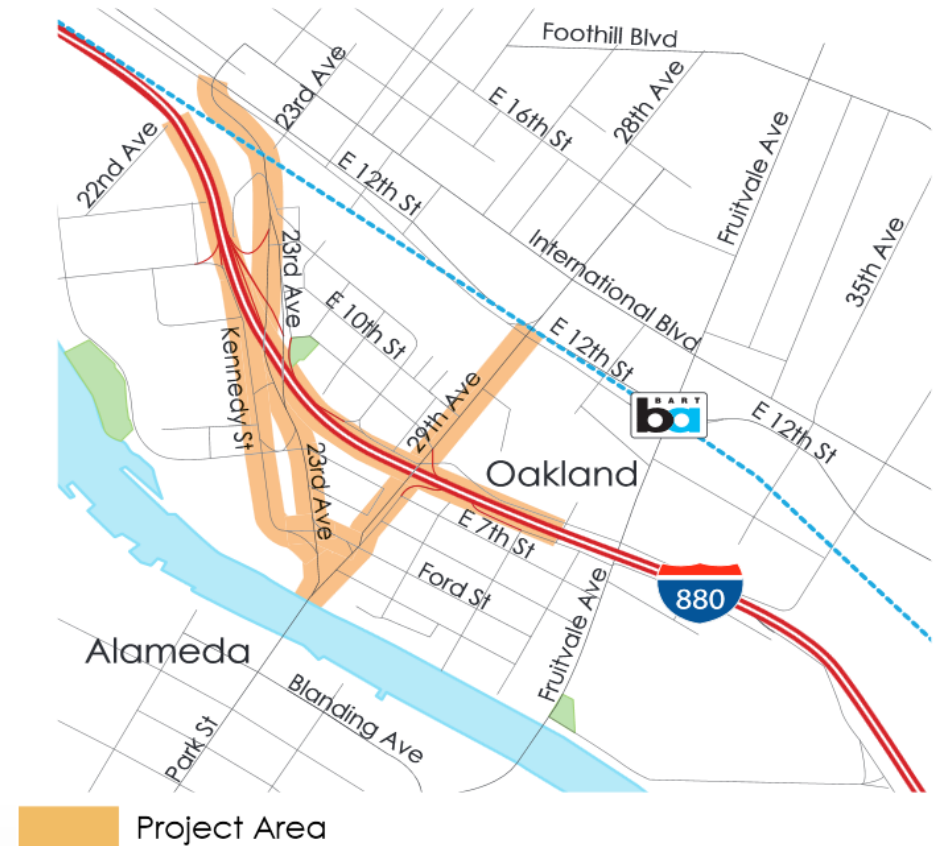 Foothill Blvd
23rd Ave
28th Ave
E 16th St
Fruitvale Ave
22nd Ave
E 12th St
35th Ave
International Blvd
23rd Ave
E 10th St
E 12th St
Kennedy St
29th Ave
BART
ba
E 12th St
23rd Ave
Oakland
E 7th St
Ford St
880
Fruitvale Ave
Alameda
Blanding Ave
Park St
Project Area